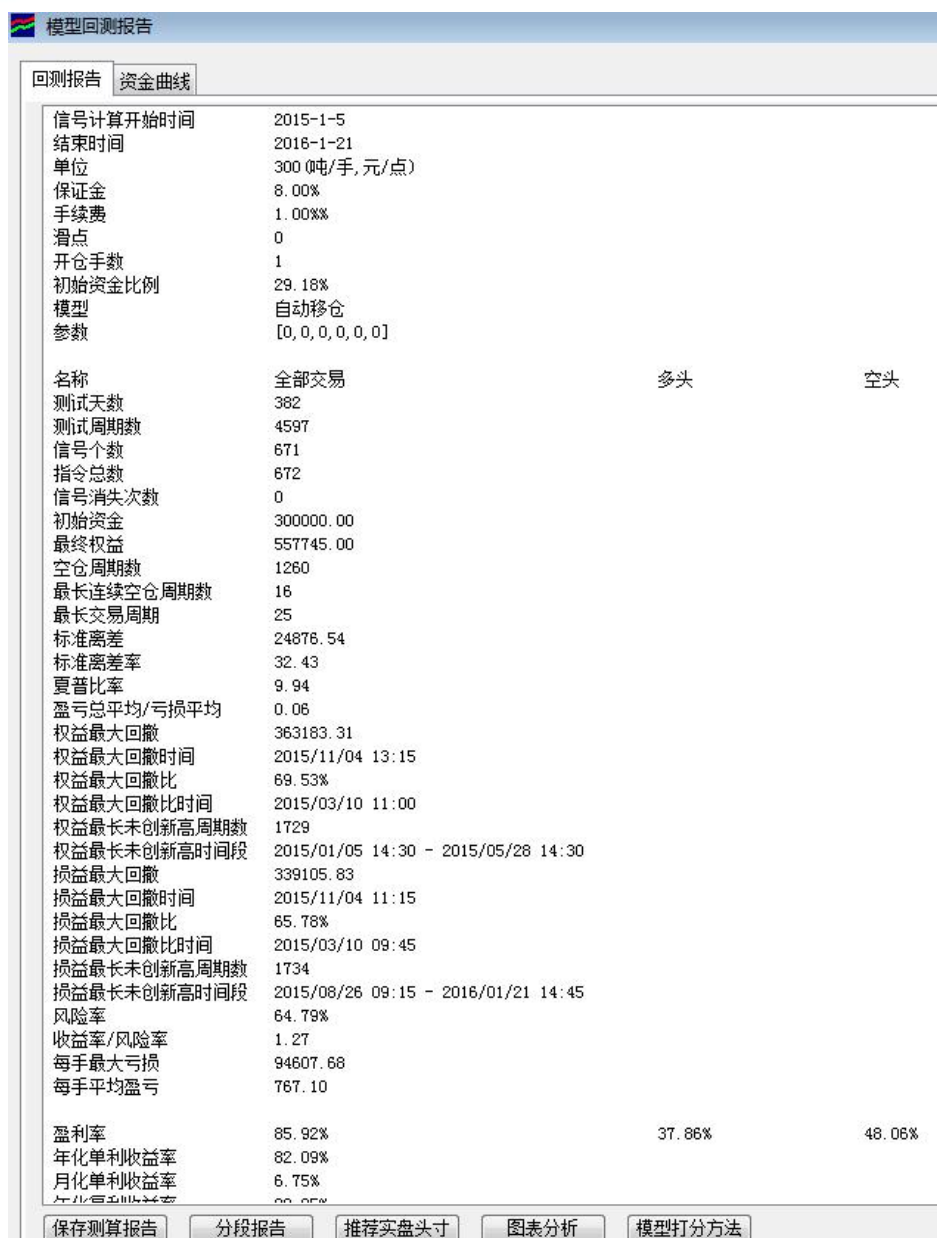 模型回测报告
回测报告 资金曲线
信号计算开始时间 2015-1-5
结束时间 2016-1-21
单位 300(吨/手,元/点)
保证金 8.00%
手续费 1.00%%
滑点 0
开仓手数 1
初始资金比例 29.18%
模型 自动移仓
参数 [0,0,0,0,0,0]
名称 全部交易 多头 空头
测试天数 382
测试周期数 4597
信号个数 671
指令总数 672
信号消失次数 0
初始资金 300000.00
最终权益 557745.00
空仓周期数 1260
最长连续空仓周期数 16
最长交易周期 25
标准离差 24876.54
标准离差率 32.43
夏普比率 9.94
盈亏总平均/亏损平均 0.06
权益最大回撤 363183.31
权益最大回撤时间 2015/11/04 13:15
权益最大回撤比 69.53%
权益最大回撤比时间 2015/03/10 11:00
权益最长未创新高周期数 1729
权益最长未创新高时间段 2015/01/05 14:30 - 2015/05/28 14:30
损益最大回撤 339105.83
损益最大回撤时间 2015/11/04 11:15
损益最大回撤比 65.78%
损益最大回撤比时间 2015/03/10 09:45
损益最长未创新高周期数 1734
损益最长未创新高时间段 2015/08/26 09:15 - 2016/01/21 14:45
风险率 64.79%
收益率/风险率 1.27
每手最大亏损 94607.68
每手平均盈亏 767.10
盈利率 85.92% 37.86% 48.06%
年化单利收益率 82.09%
月化单利收益率 6.75%
保存测算报告 分段报告 推荐实盘头寸 图表分析 模型打分方法